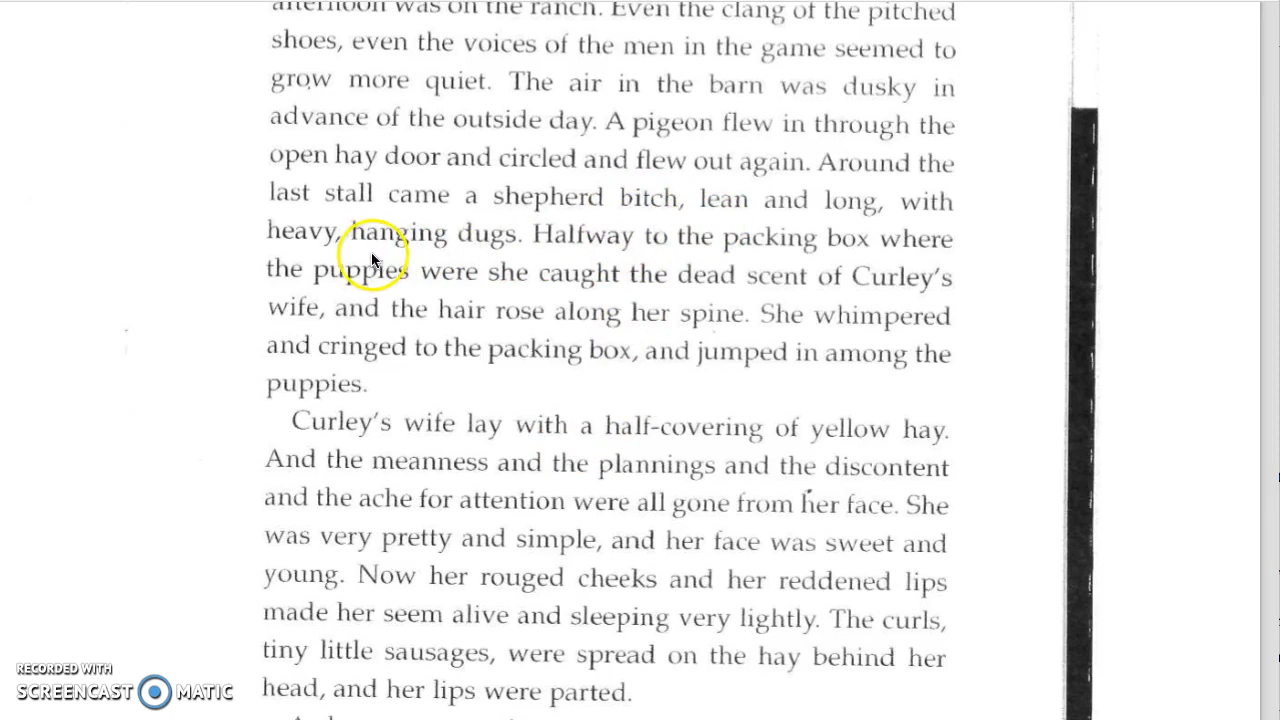 afternoon was on the ranch. Even the clang of the pitched
shoes, even the voices of the men in the game seemed to
grow more quiet. The air in the barn was dusky in
advance of the outside day. A pigeon flew in through the
open hay door and circled and flew out again. Around the
last stall came a shepherd bitch, lean and long, with
heavy, hanging dugs. Halfway to the packing box where
the puppies were she caught the dead scent of Curley's
wife, and the hair rose along her spine. She whimpered
and cringed to the packing box, and jumped in among the
puppies.
Curley's wife lay with a half-covering of yellow hay.
And the meanness and the plannings and the discontent
and the ache for attention were all gone from her face. She
was very pretty and simple, and her face was sweet and
young. Now her rouged cheeks and her reddened lips
made her seem alive and sleeping very lightly. The curls,
tiny little sausages, were spread on the hay behind her
head, and her lips were parted.
RECORDED WITH
SCREENCAST MATIC